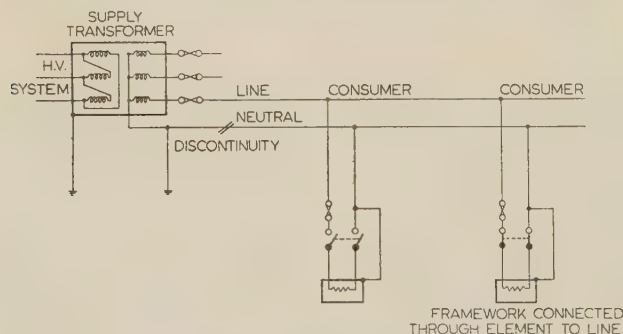 SUPPLY
TRANSFORMER
H.V.
SYSTEM
LINE
CONSUMER
CONSUMER
NEUTRAL
DISCONTINUITY
FRAMEWORK CONNECTED
THROUGH ELEMENT TO LINE